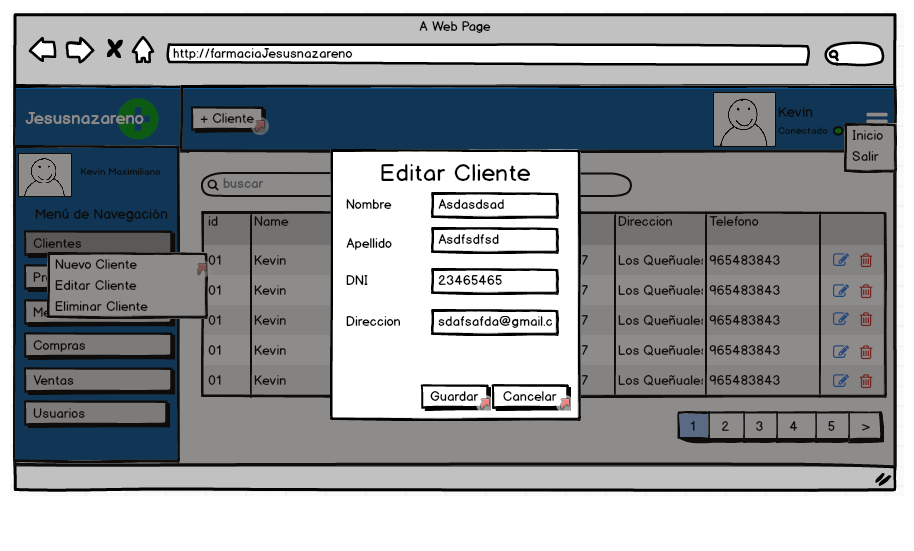 A Web Page
http://farmaciaJesusnazareno
Jesusnazareno
+ Cliente
Kevin
Conectado
Inicio
Salir
Kevin Maximiliano
Menú de Navegación
Clientes
Nuevo Cliente
Editar Cliente
Eliminar Cliente
Compras
Ventas
Usuarios
buscar
id Name Direccion Telefono
01 Kevin 7 Los Queñuale 965483843
01 Kevin Los Queñuale 965483843
01 Kevin 7 Los Queñuale 965483843
01 Kevin 7 Los Queñuale 965483843
01 Kevin 7 Los Queñuale 965483843
1 2 3 4 5 >
Editar Cliente
Nombre Asdasdsad
Apellido Asdfsdfsd
DNI 23465465
Direccion sdafsafda@gmail.c
Guardar Cancelar